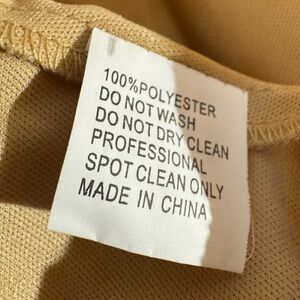 100%POLYESTER
DO NOT WASH
DO NOT DRY CLEAN
PROFESSIONAL
SPOT CLEAN ONLY
MADE IN CHINA